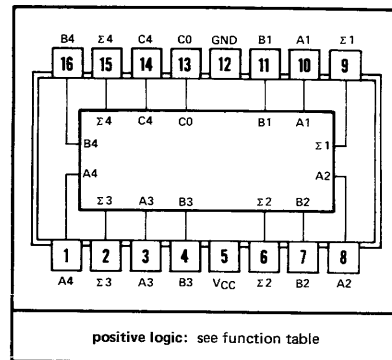 B4 Σ4 C4 C0 GND B1 A1 Σ1
16 15 14 13 12 11 10 9
Σ4 C4 C0 B1 A1
B4 Σ1
A4 A2
Σ3 A3 B3 Σ2 B2
1 2 3 4 5 6 7 8
A4 Σ3 A3 B3 VCC Σ2 B2 A2
positive logic: see function table